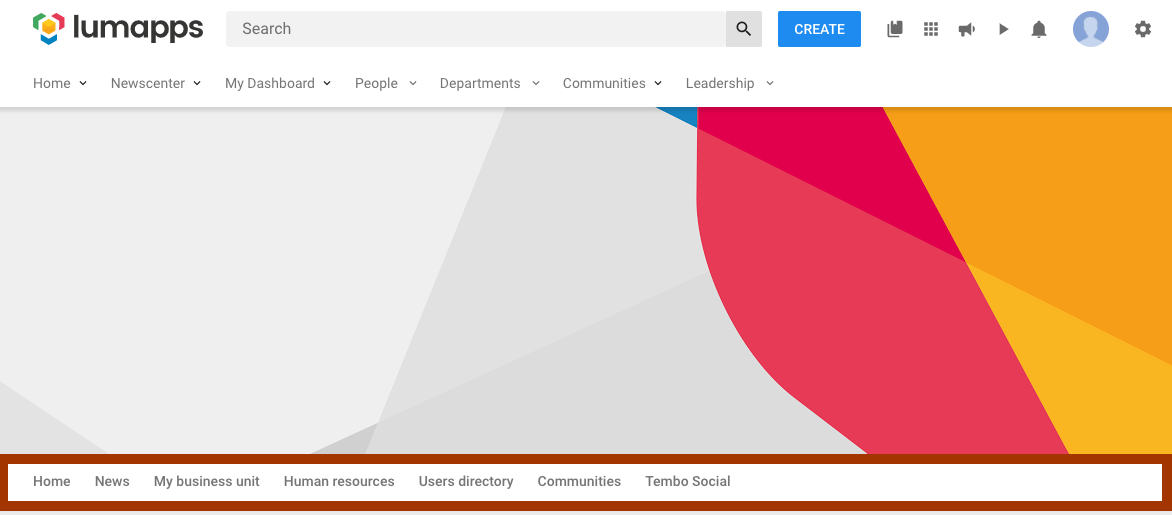 lumapps Search CREATE
Home Newscenter My Dashboard People Departments Communities Leadership
Home News My business unit Human resources Users directory Communities Tembo Social